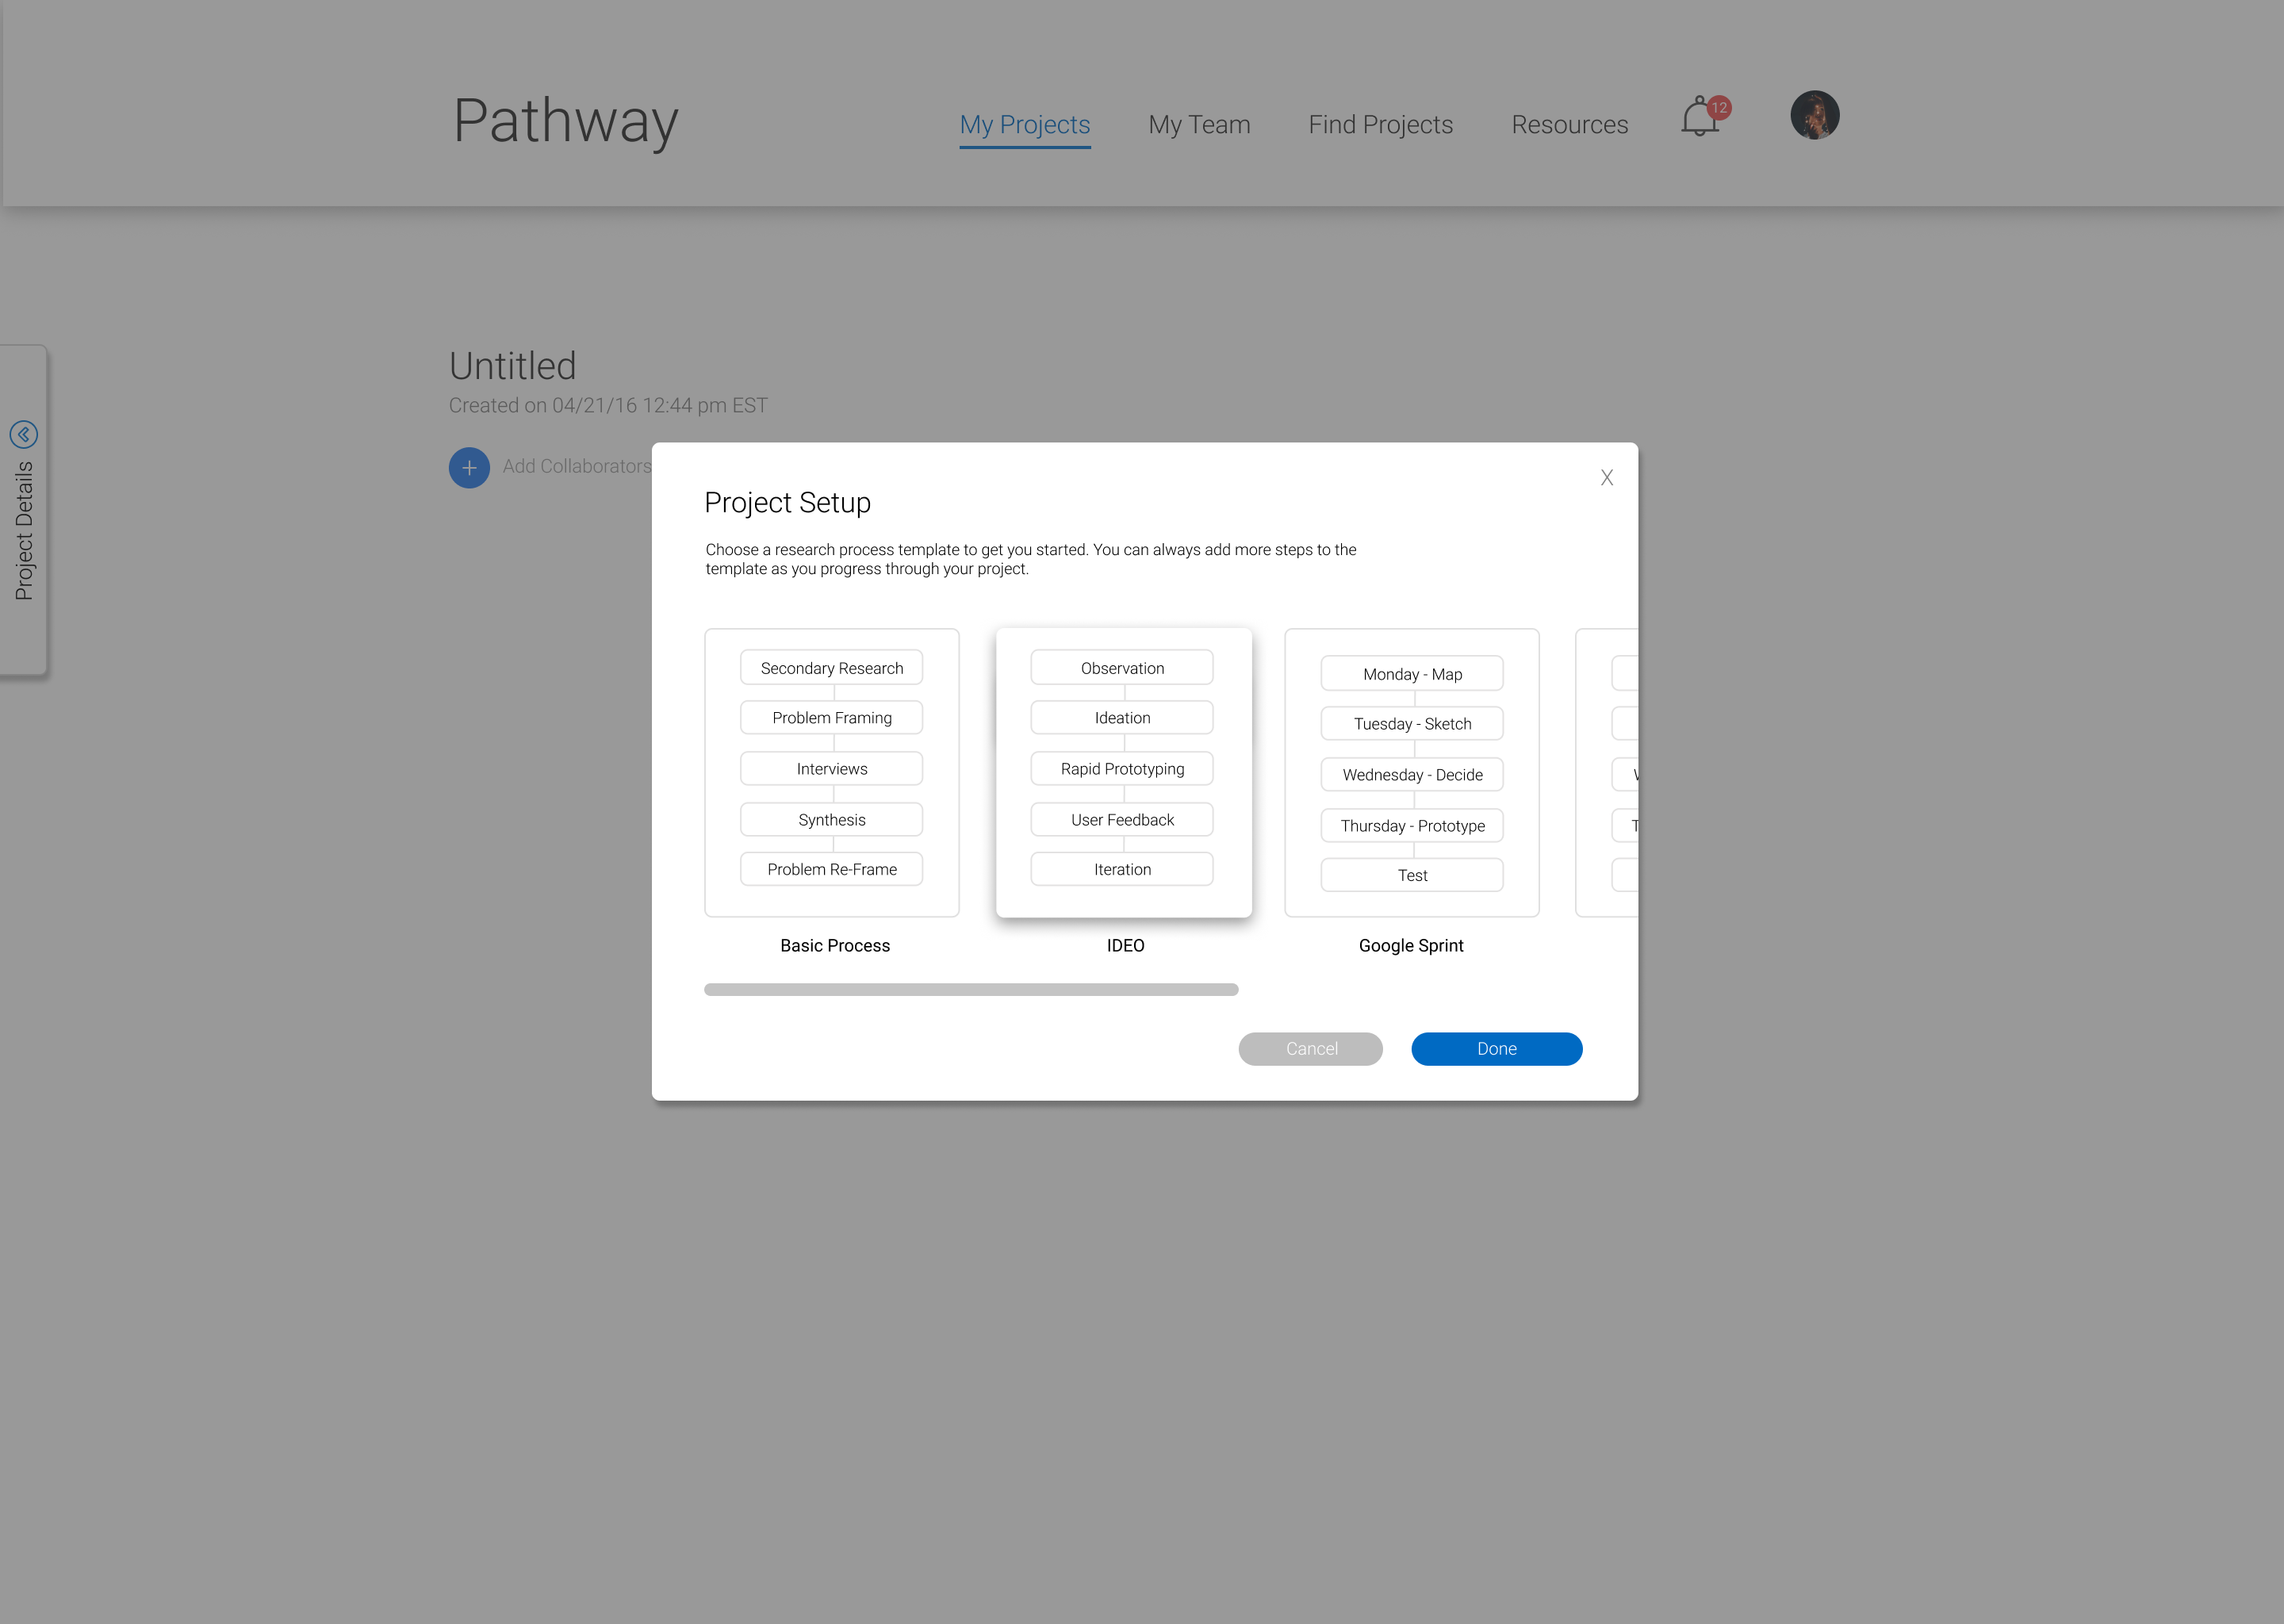 Pathway
My Projects
My Team
Find Projects
Resources
12
Untitled
Created on 04/21/16 12:44 pm EST
Add Collaborators
Project Details
X
Project Setup
Choose a research process template to get you started. You can always add more steps to the
template as you progress through your project.
Secondary Research
Problem Framing
Interviews
Synthesis
Problem Re-Frame
Basic Process
Observation
Ideation
Rapid Prototyping
User Feedback
Iteration
IDEO
Monday - Map
Tuesday - Sketch
Wednesday - Decide
Thursday - Prototype
Test
Google Sprint
Cancel
Done